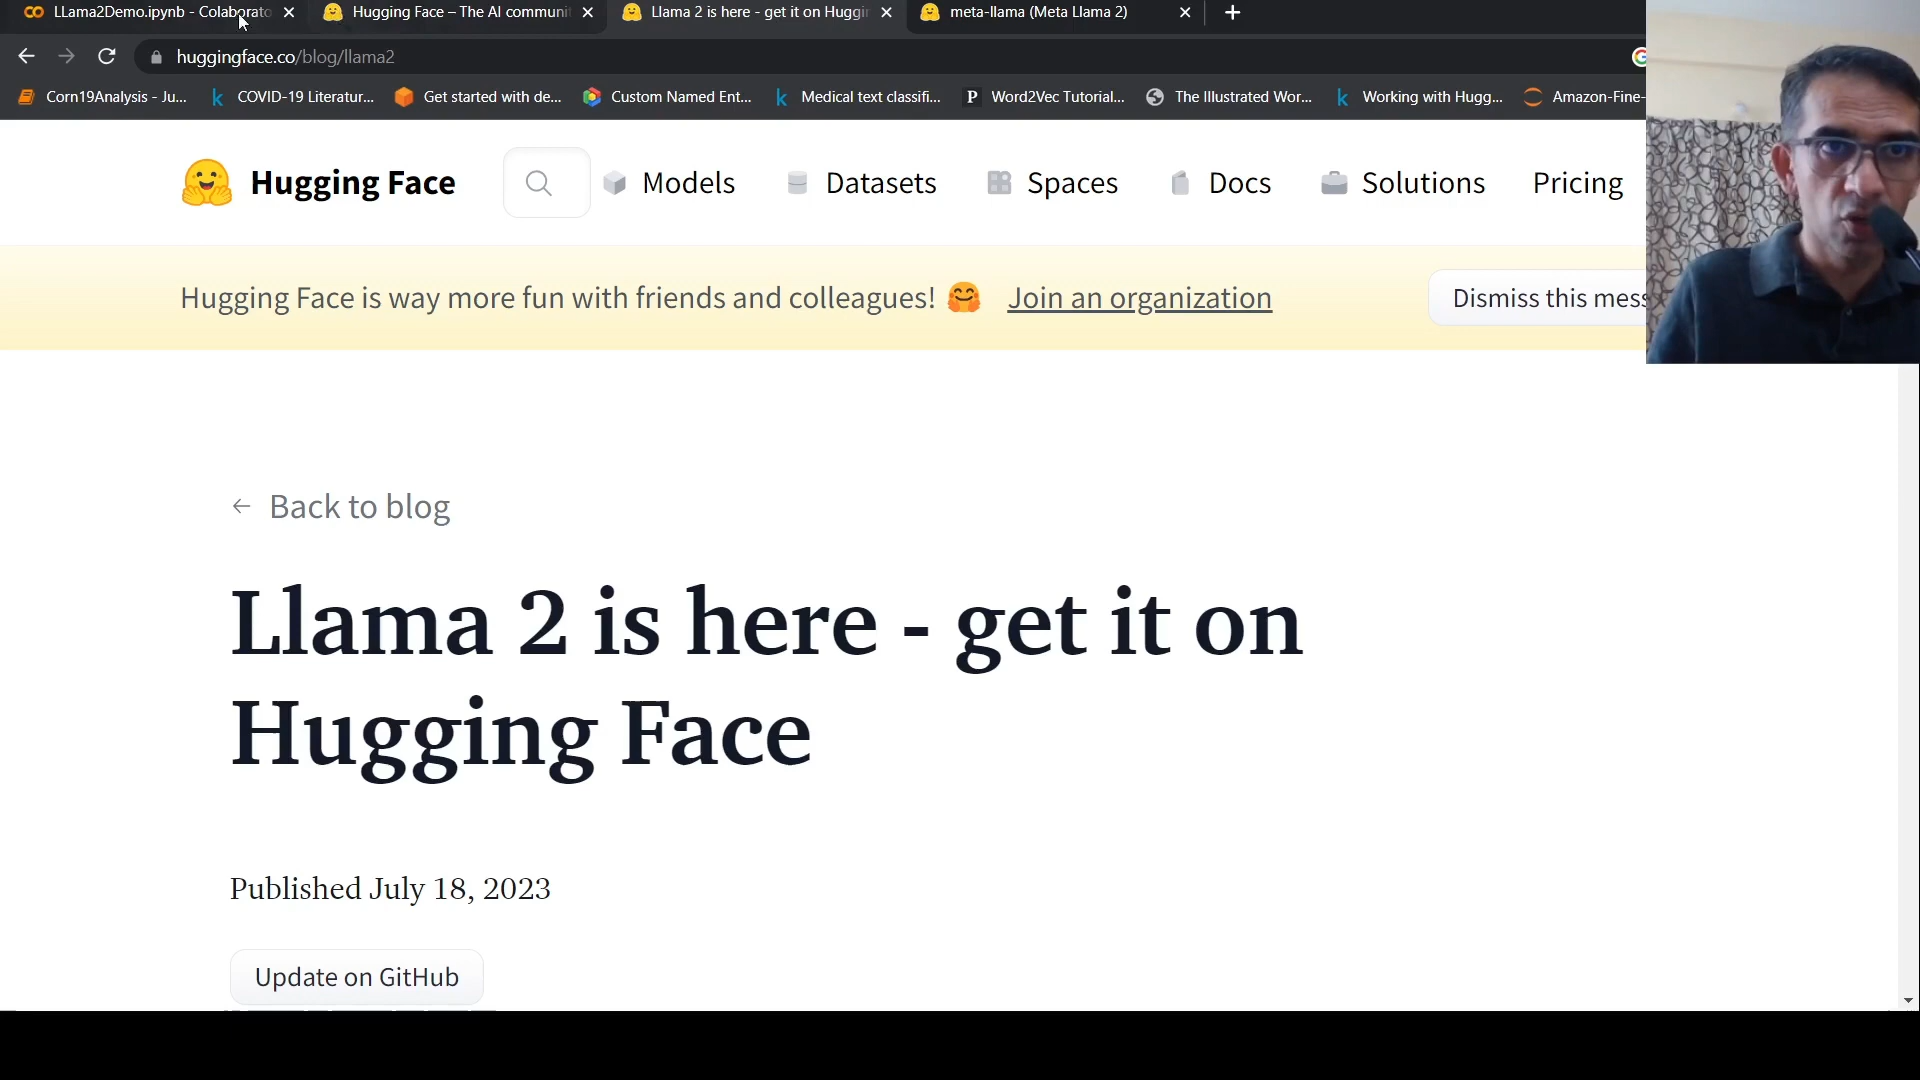 LLama2Demo.ipynb - Colaborato
Hugging Face – The AI communit
Llama 2 is here - get it on Huggin
meta-llama (Meta Llama 2)
huggingface.co/blog/llama2
Corn19Analysis - Ju...
COVID-19 Literatur...
Get started with de...
Custom Named Ent...
Medical text classifi...
Word2Vec Tutorial...
The Illustrated Wor...
Working with Hugg...
Amazon-Fine-
Hugging Face
Models
Datasets
Spaces
Docs
Solutions
Pricing
Hugging Face is way more fun with friends and colleagues! 🤗 Join an organization
Dismiss this mess
Back to blog
Llama 2 is here - get it on
Hugging Face
Published July 18, 2023
Update on GitHub